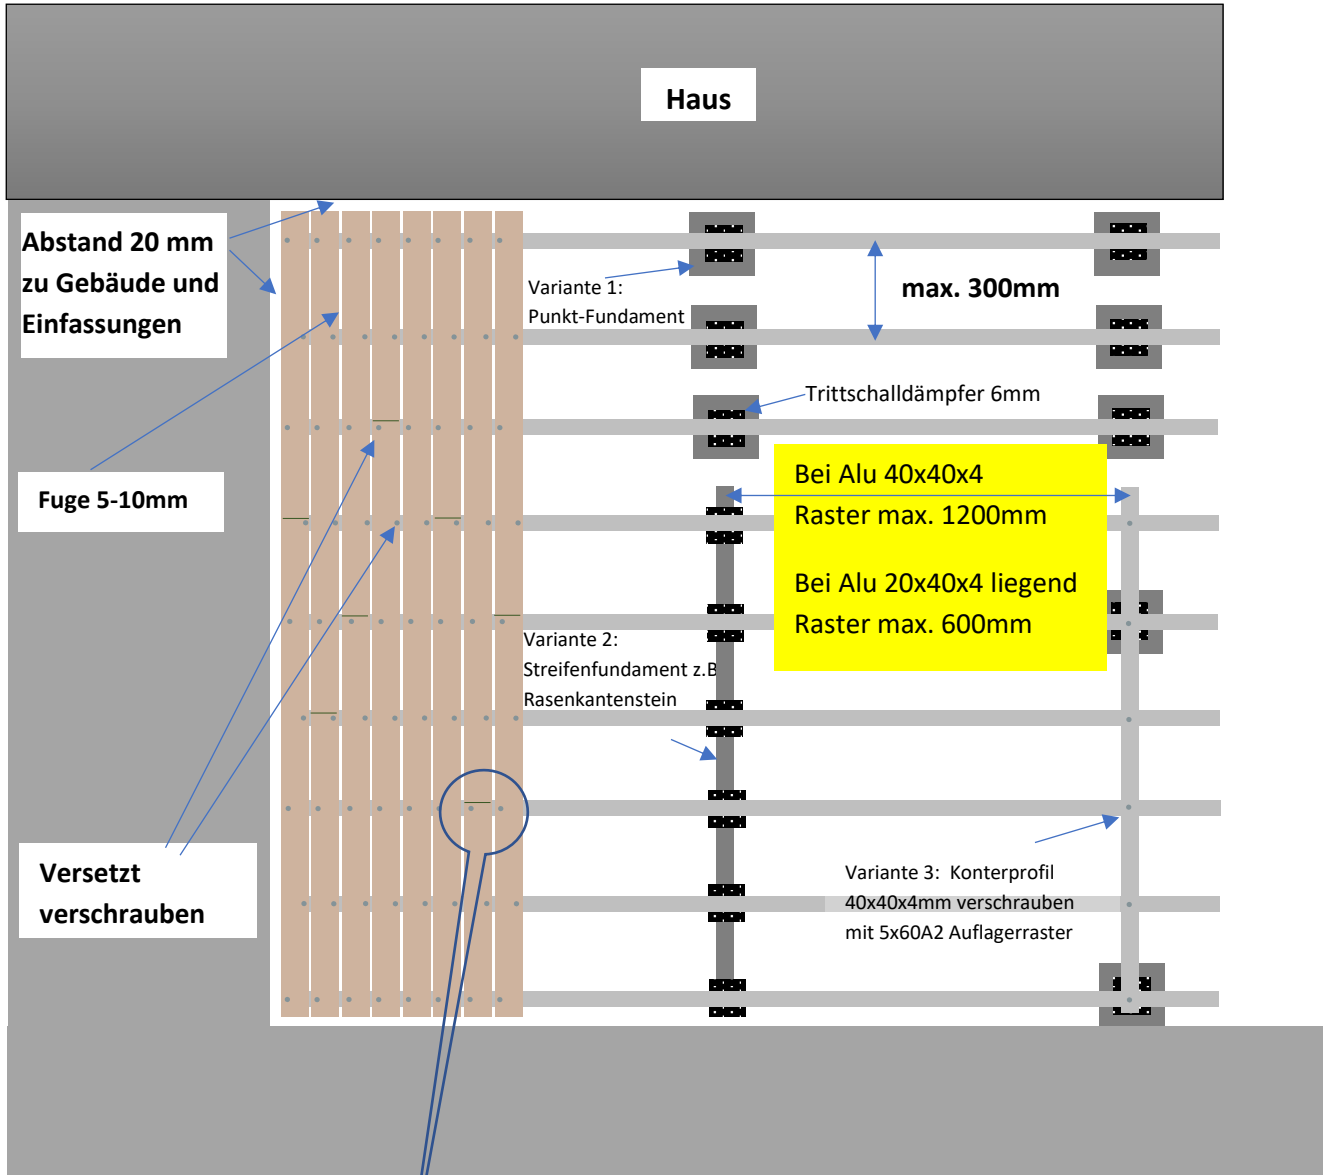 Haus
Abstand 20 mm
zu Gebäude und
Einfassungen
Variante 1:
Punkt-Fundament
max. 300mm
Trittschalldämpfer 6mm
Fuge 5-10mm
Bei Alu 40x40x4
Raster max. 1200mm
Bei Alu 20x40x4 liegend
Raster max. 600mm
Variante 2:
Streifenfundament z.B
Rasenkantenstein
Versetzt
verschrauben
Variante 3:  Konterprofil
40x40x4mm verschrauben
mit 5x60A2 Auflagerraster